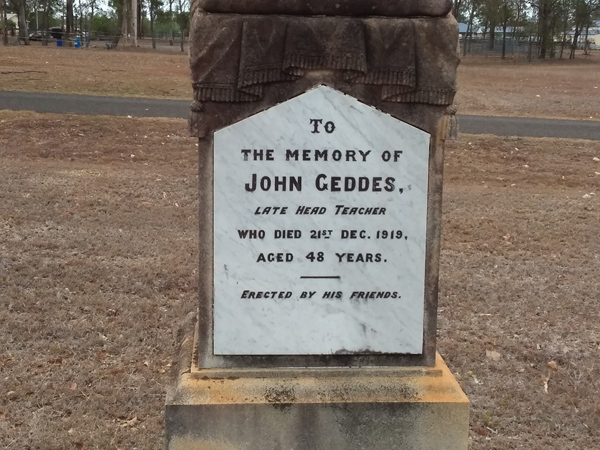 TO
THE MEMORY OF
JOHN GEDDES,
LATE HEAD TEACHER
WHO DIED 21ST DEC. 1919,
AGED 48 YEARS.
ERECTED BY HIS FRIENDS.